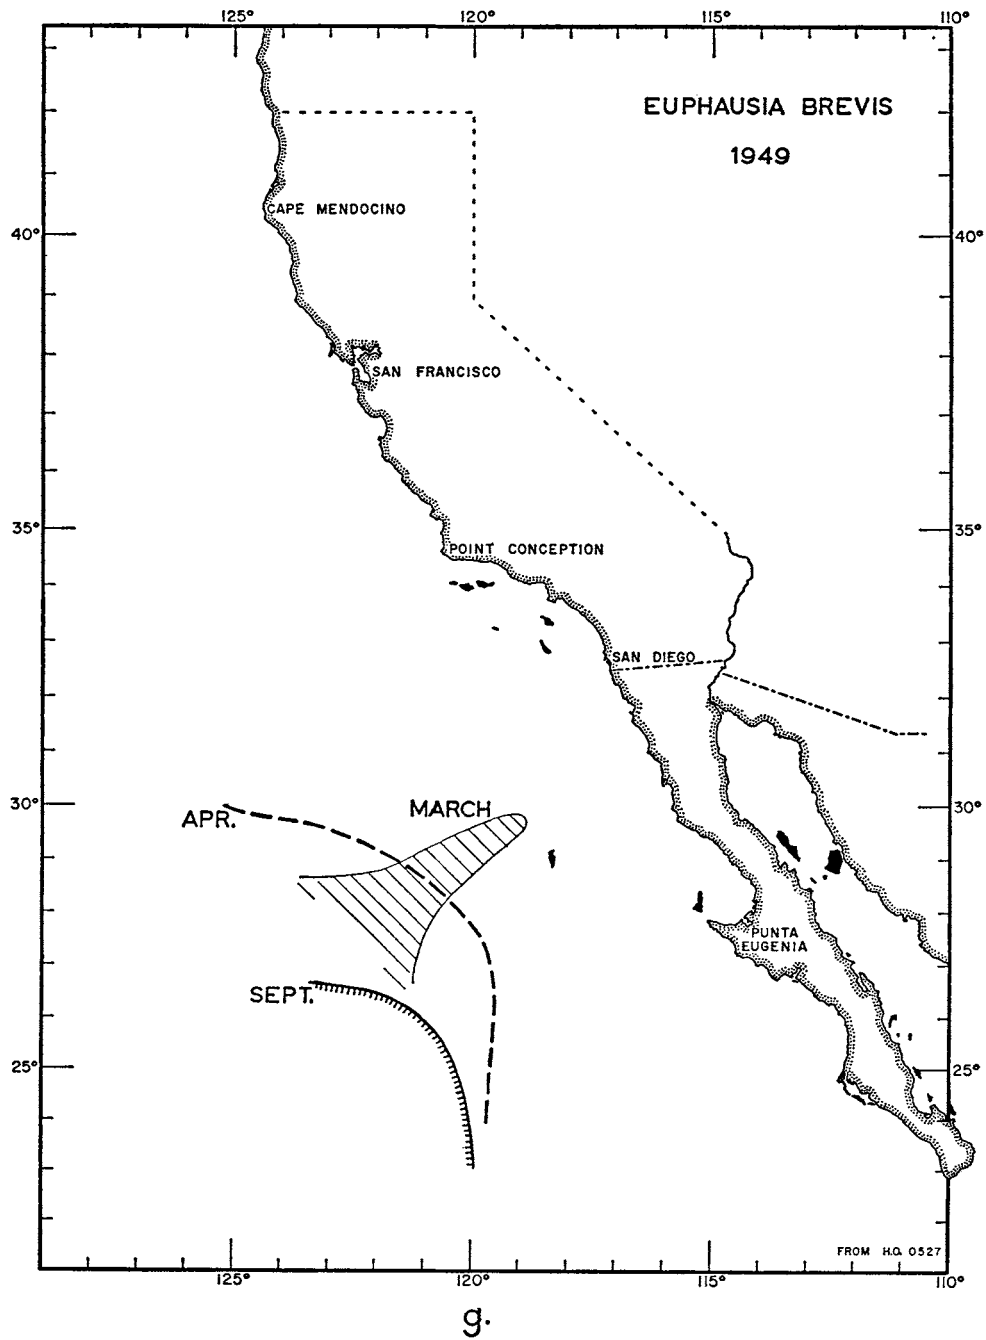 125° 120° 115° 110°
EUPHAUSIA BREVIS
1949
CAPE MENDOCINO
40° 40°
SAN FRANCISCO
35° 35°
POINT CONCEPTION
SAN DIEGO
30° 30°
MARCH
APR.
PUNTA
EUGENIA
SEPT.
25° 25°
FROM H.O. 0527
125° 120° 115° 110°
g.